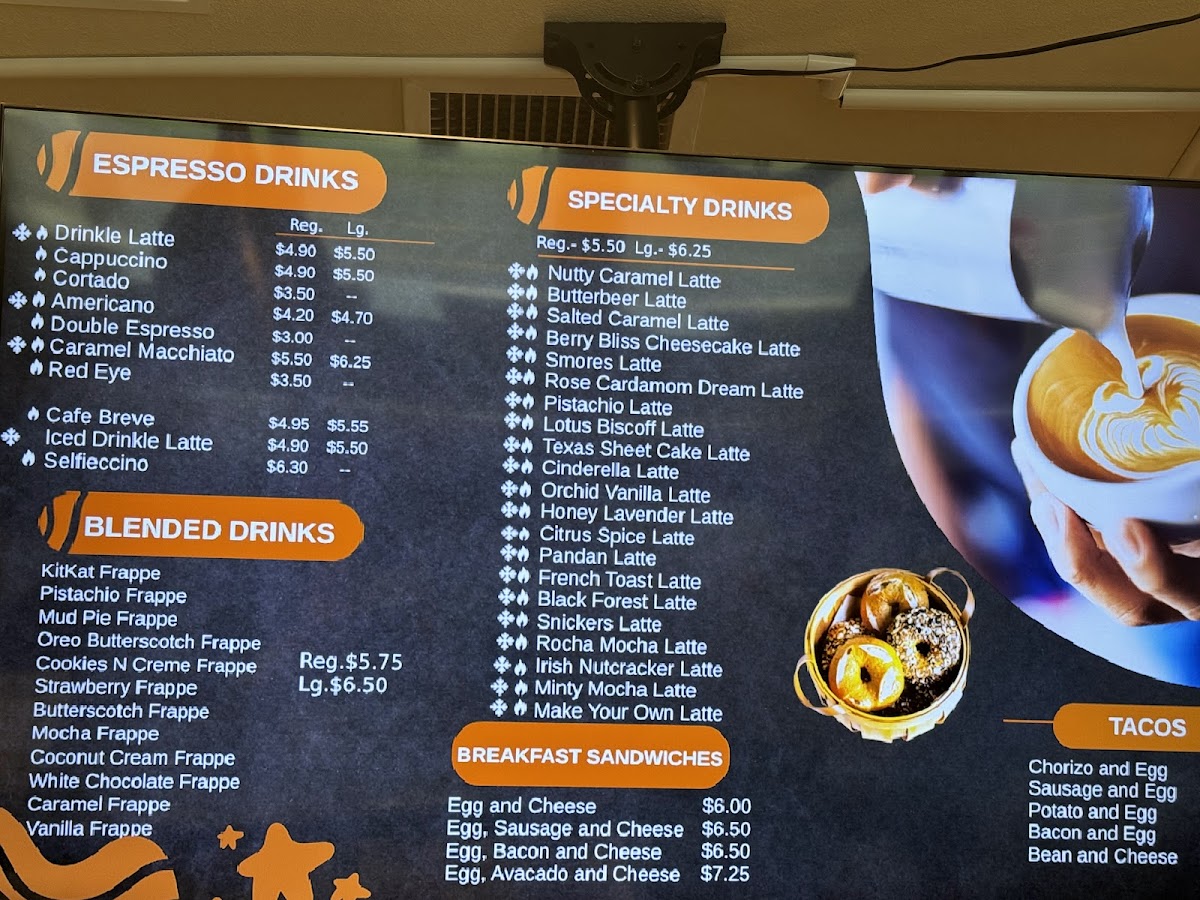 ESPRESSO DRINKS
Reg. Lg.
Drinkle Latte $4.90 $5.50
Cappuccino $4.90 $5.50
Cortado $3.50 --
Americano $4.20 $4.70
Double Espresso $3.00 --
Caramel Macchiato $5.50 $6.25
Red Eye $3.50 --
Cafe Breve $4.95 $5.55
Iced Drinkle Latte $4.90 $5.50
Selfieccino $6.30 --
BLENDED DRINKS
KitKat Frappe
Pistachio Frappe
Mud Pie Frappe
Oreo Butterscotch Frappe
Cookies N Creme Frappe
Strawberry Frappe
Butterscotch Frappe
Mocha Frappe
Coconut Cream Frappe
White Chocolate Frappe
Caramel Frappe
Vanilla Frappe
Reg.$5.75
Lg.$6.50
SPECIALTY DRINKS
Reg.- $5.50 Lg.- $6.25
Nutty Caramel Latte
Butterbeer Latte
Salted Caramel Latte
Berry Bliss Cheesecake Latte
Smores Latte
Rose Cardamom Dream Latte
Pistachio Latte
Lotus Biscoff Latte
Texas Sheet Cake Latte
Cinderella Latte
Orchid Vanilla Latte
Honey Lavender Latte
Citrus Spice Latte
Pandan Latte
French Toast Latte
Black Forest Latte
Snickers Latte
Rocha Mocha Latte
Irish Nutcracker Latte
Minty Mocha Latte
Make Your Own Latte
BREAKFAST SANDWICHES
Egg and Cheese $6.00
Egg, Sausage and Cheese $6.50
Egg, Bacon and Cheese $6.50
Egg, Avacado and Cheese $7.25
TACOS
Chorizo and Egg
Sausage and Egg
Potato and Egg
Bacon and Egg
Bean and Cheese